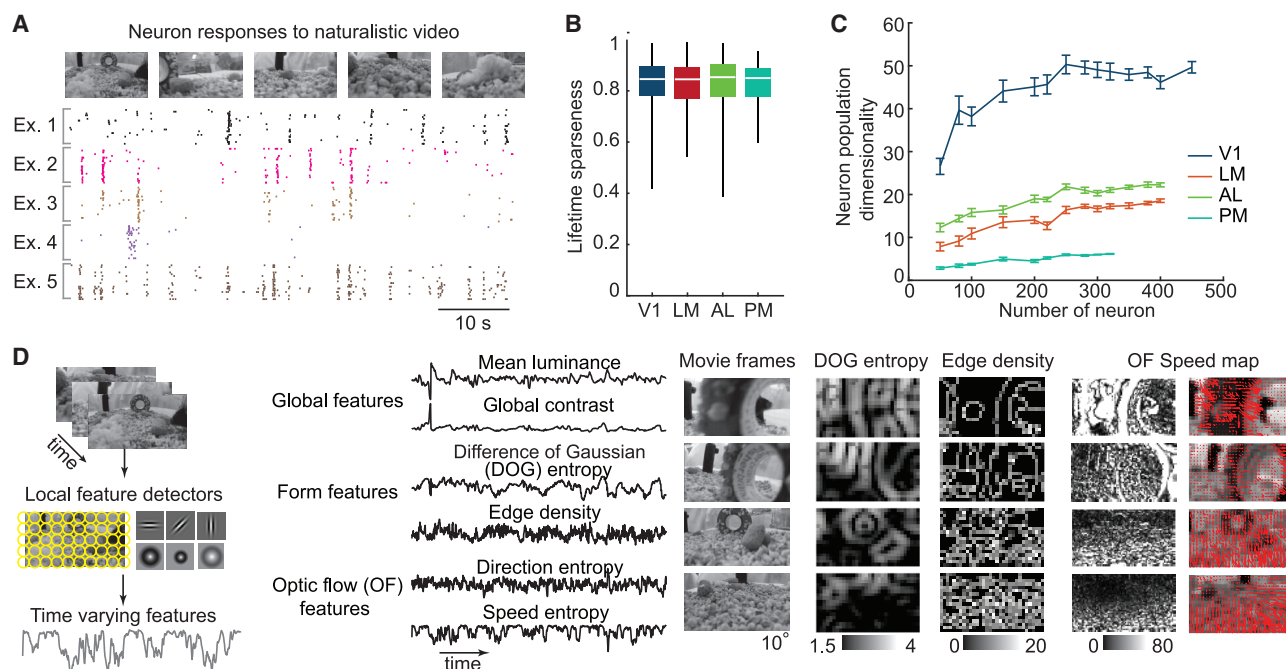 A
Neuron responses to naturalistic video
Ex. 1
Ex. 2
Ex. 3
Ex. 4
Ex. 5
10 s
B
Lifetime sparseness
1
0.8
0.6
0.4
0.2
0
V1 LM AL PM
C
Neuron population
dimensionality
60
50
40
30
20
10
0
0 100 200 300 400 500
Number of neuron
V1
LM
AL
PM
D
time
Local feature detectors
Time varying features
Global features
Form features
Optic flow (OF)
features
Mean luminance
Global contrast
Difference of Gaussian
(DOG) entropy
Edge density
Direction entropy
Speed entropy
time
Movie frames
10°
DOG entropy
1.5 4
Edge density
0 20
OF Speed map
0 80